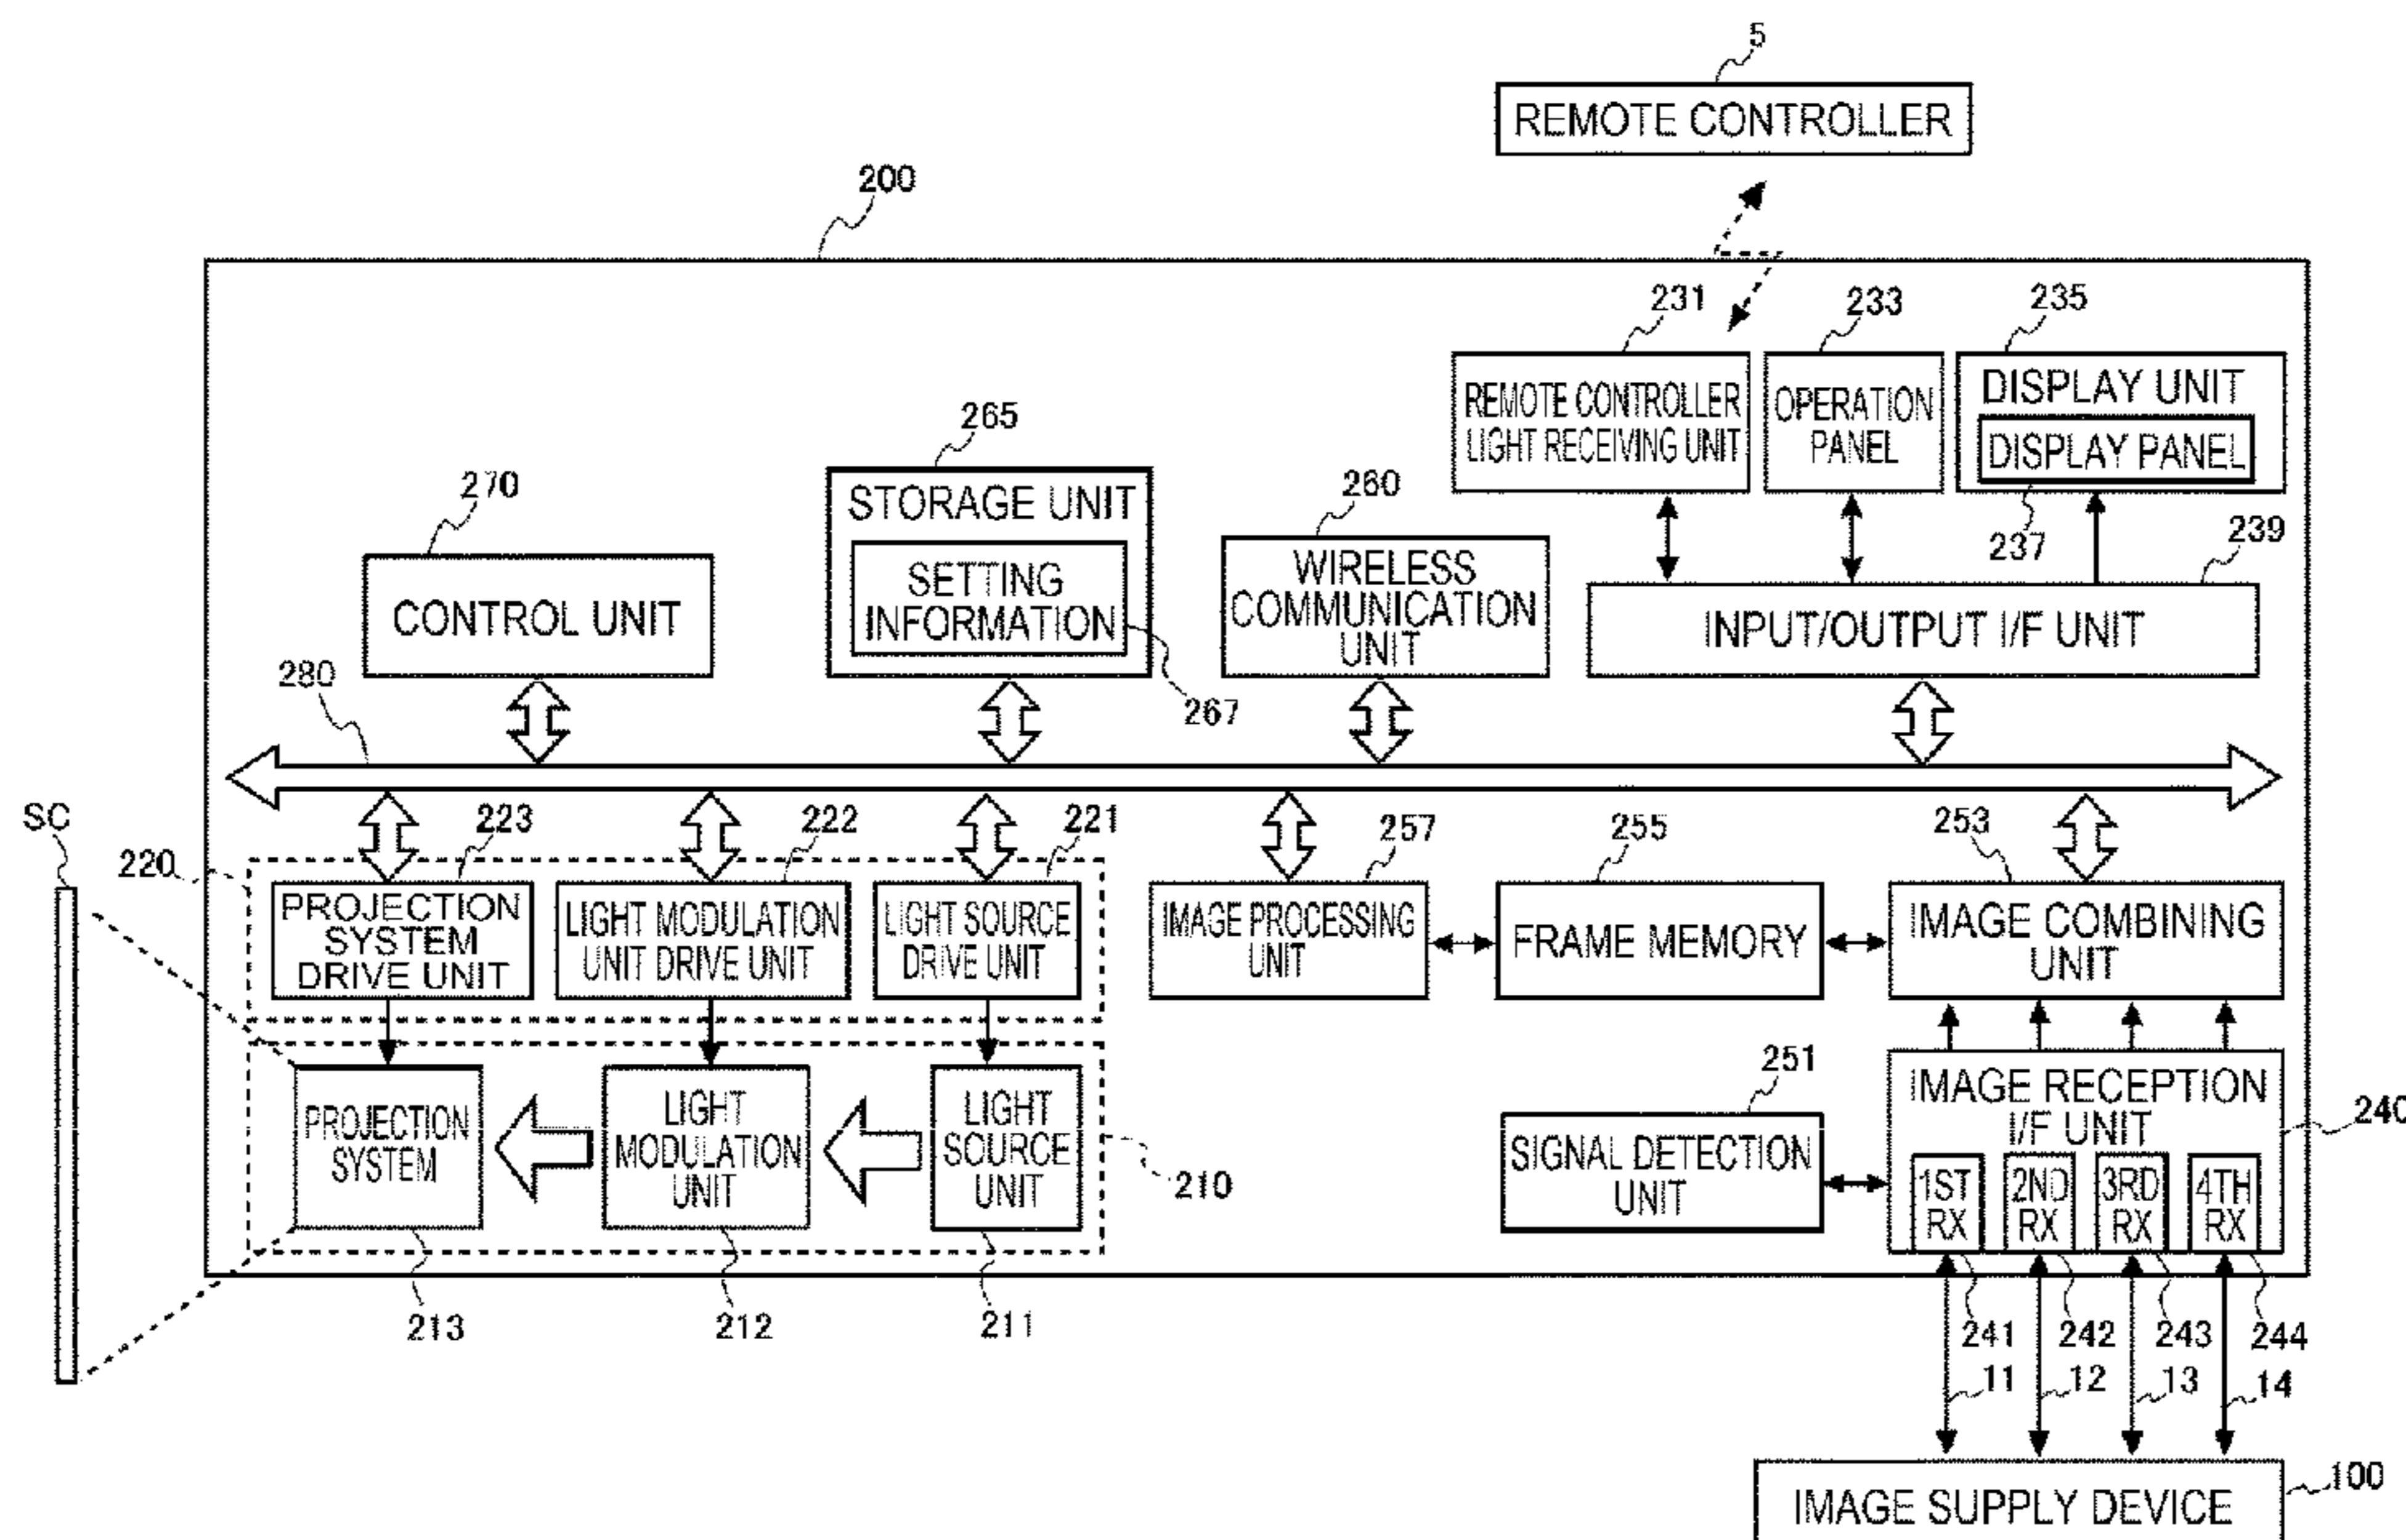 5
REMOTE CONTROLLER
200
231
233
235
REMOTE CONTROLLER
LIGHT RECEIVING UNIT
OPERATION
PANEL
DISPLAY UNIT
DISPLAY PANEL
237
239
265
STORAGE UNIT
SETTING
INFORMATION
267
270
CONTROL UNIT
260
WIRELESS
COMMUNICATION
UNIT
INPUT/OUTPUT I/F UNIT
280
SC
220
223
222
221
257
255
253
PROJECTION
SYSTEM
DRIVE UNIT
LIGHT MODULATION
UNIT DRIVE UNIT
LIGHT SOURCE
DRIVE UNIT
IMAGE PROCESSING
UNIT
FRAME MEMORY
IMAGE COMBINING
UNIT
PROJECTION
SYSTEM
LIGHT
MODULATION
UNIT
LIGHT
SOURCE
UNIT
210
251
SIGNAL DETECTION
UNIT
IMAGE RECEPTION
I/F UNIT
240
1ST
RX
2ND
RX
3RD
RX
4TH
RX
213
212
211
241
242
243
244
11
12
13
14
100
IMAGE SUPPLY DEVICE